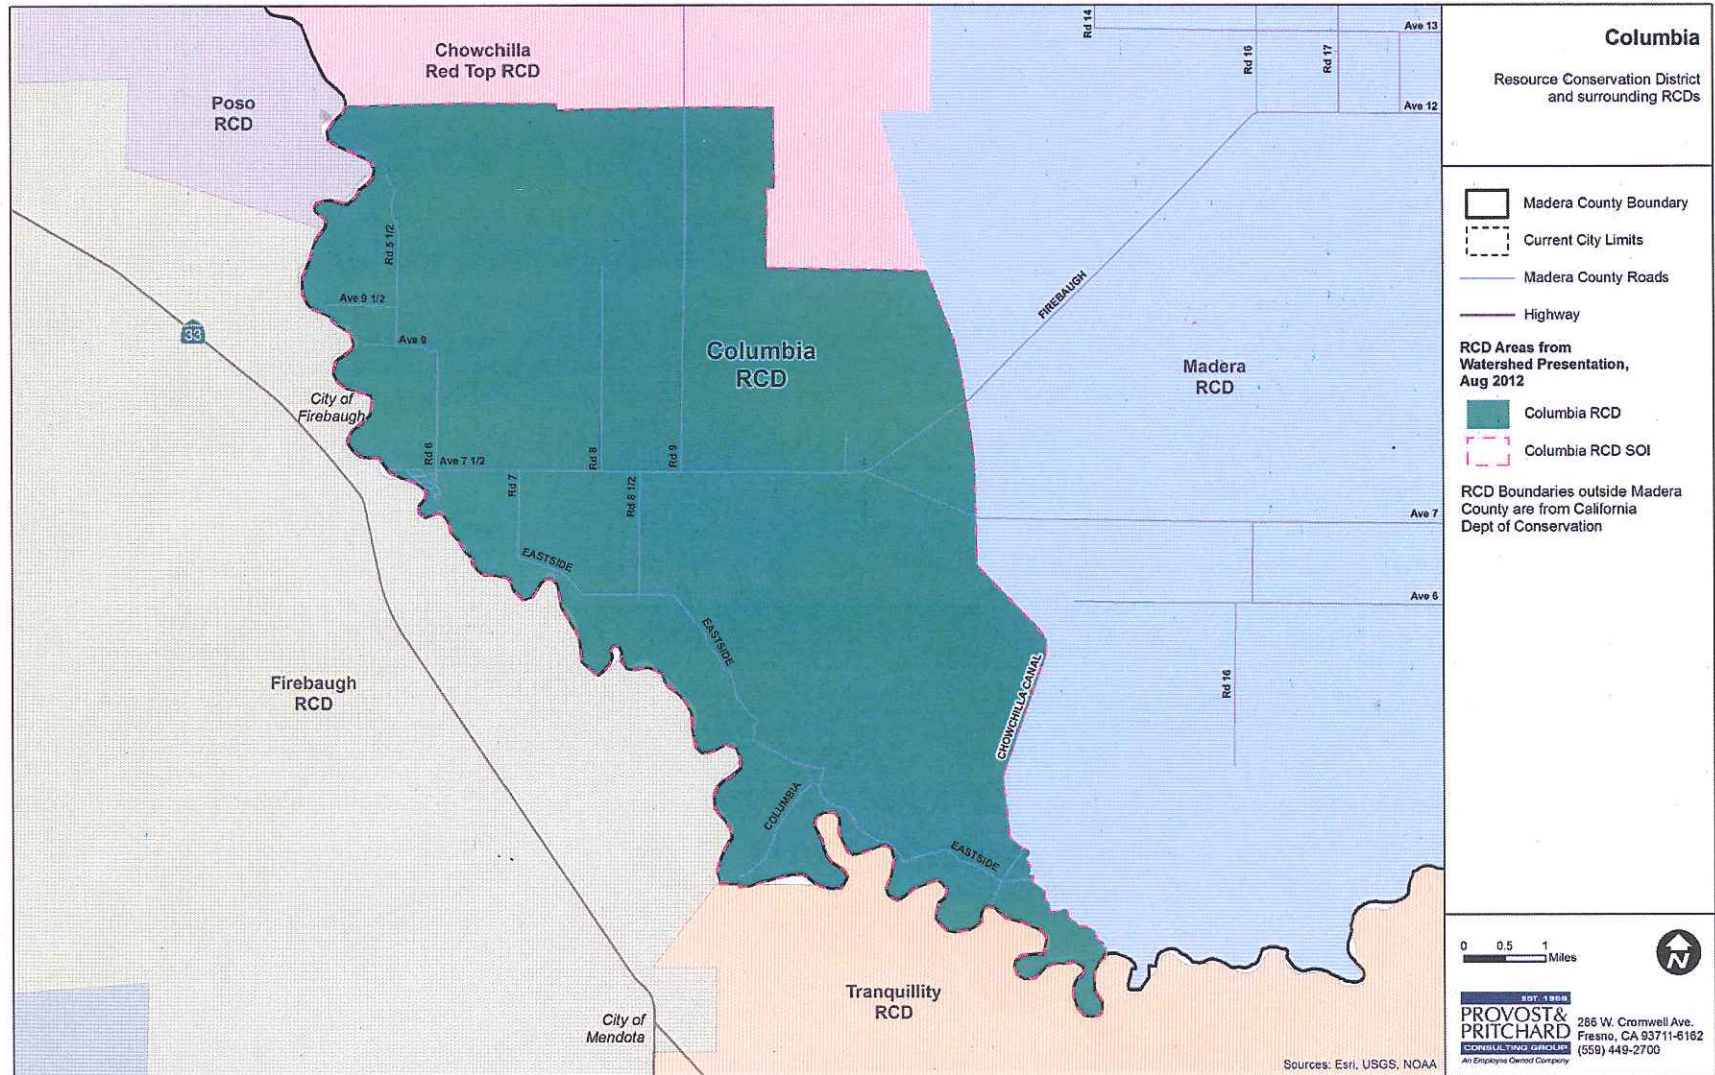 Columbia
Resource Conservation District
and surrounding RCDs
Madera County Boundary
Current City Limits
Madera County Roads
Highway
RCD Areas from
Watershed Presentation,
Aug 2012
Columbia RCD
Columbia RCD SOI
RCD Boundaries outside Madera
County are from California
Dept of Conservation
0 0.5 1
Miles
N
EST. 1968
PROVOST&
PRITCHARD
CONSULTING GROUP
An Employee Owned Company
286 W. Cromwell Ave.
Fresno, CA 93711-6162
(559) 449-2700
Chowchilla
Red Top RCD
Poso
RCD
Rd 14
Rd 16
Rd 17
Ave 13
Ave 12
Rd 5 1/2
Ave 9 1/2
Ave 9
33
City of
Firebaugh
Columbia
RCD
FIREBAUGH
Madera
RCD
Rd 6
Ave 7 1/2
Rd 7
Rd 8
Rd 8 1/2
Rd 9
Ave 7
EASTSIDE
Ave 6
EASTSIDE
Firebaugh
RCD
CHOWCHILLA CANAL
Rd 16
COLUMBIA
EASTSIDE
Tranquillity
RCD
City of
Mendota
Sources: Esri, USGS, NOAA